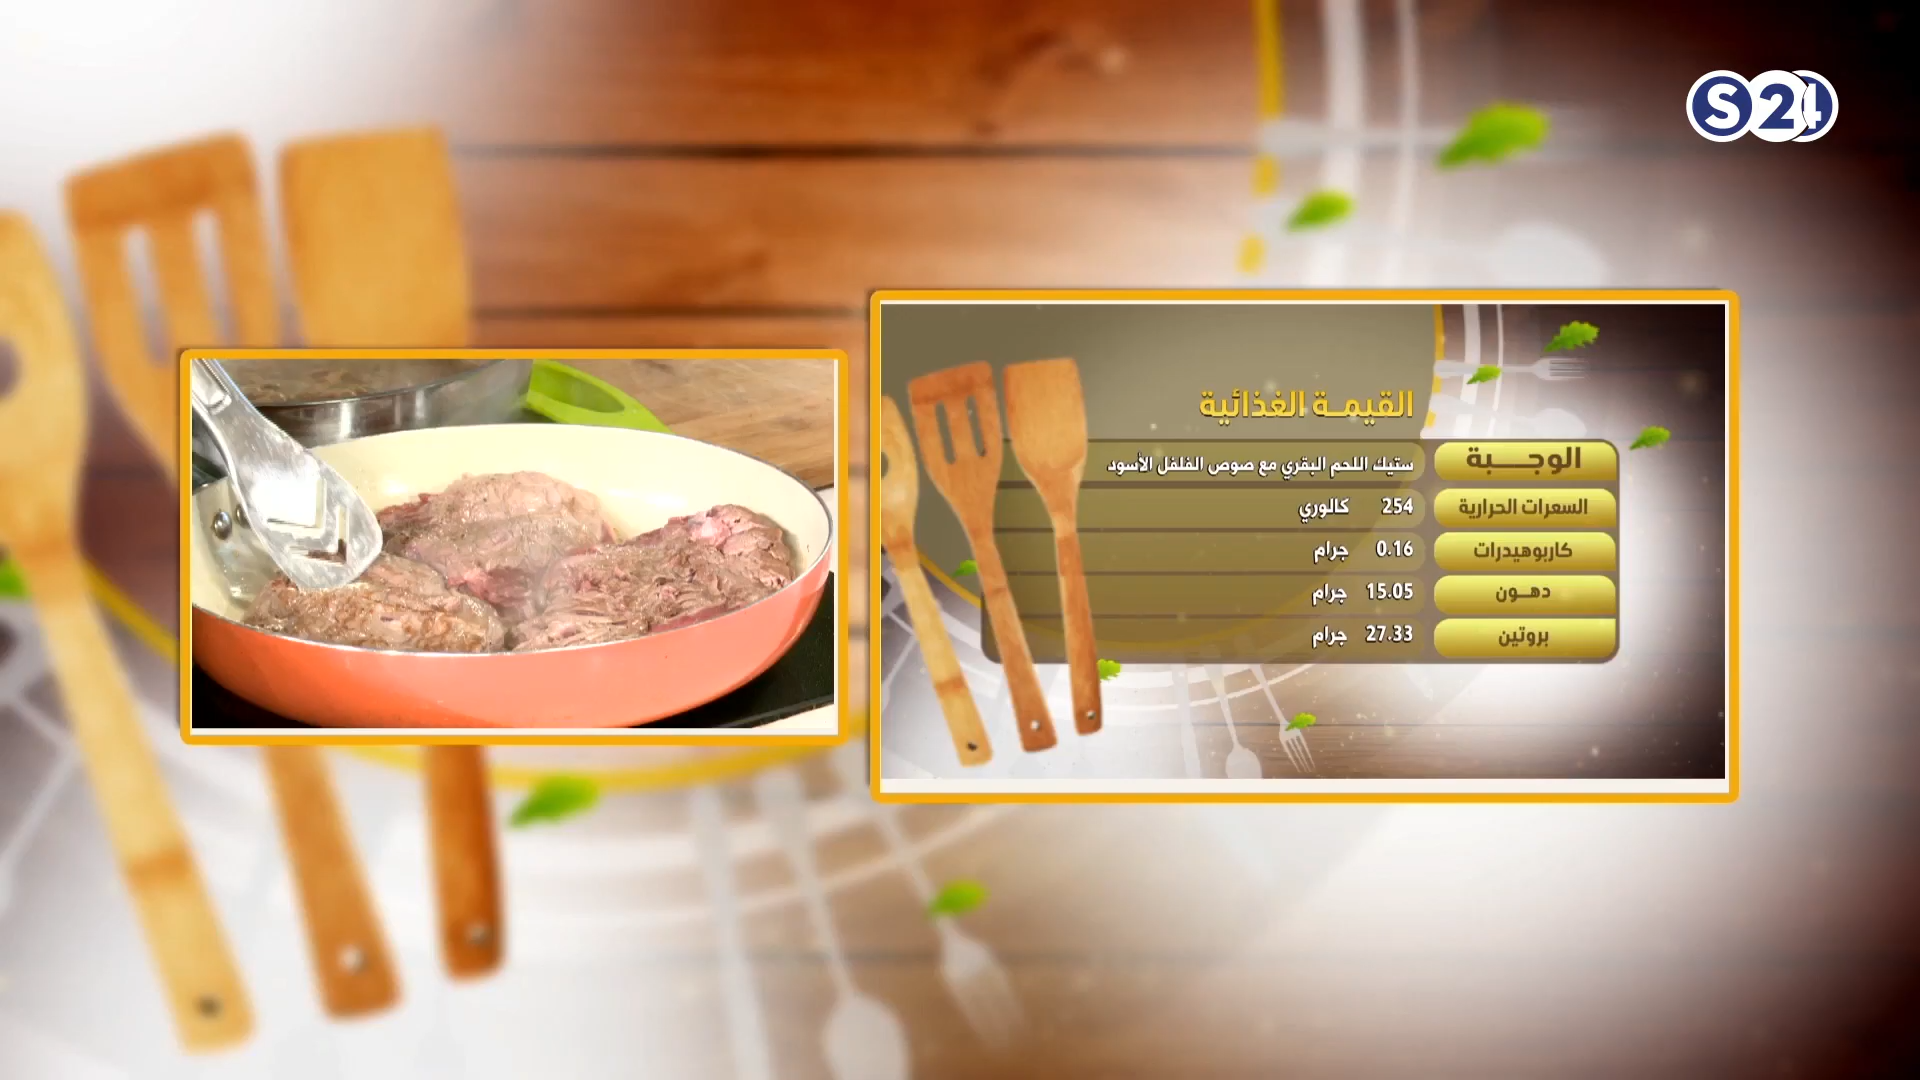 S24
القيمة الغذائية
الوجبة ستيك اللحم البقري مع صوص الفلفل الأسود
السعرات الحرارية 254 كالوري
كاربوهيدرات 0.16 جرام
دهون 15.05 جرام
بروتين 27.33 جرام